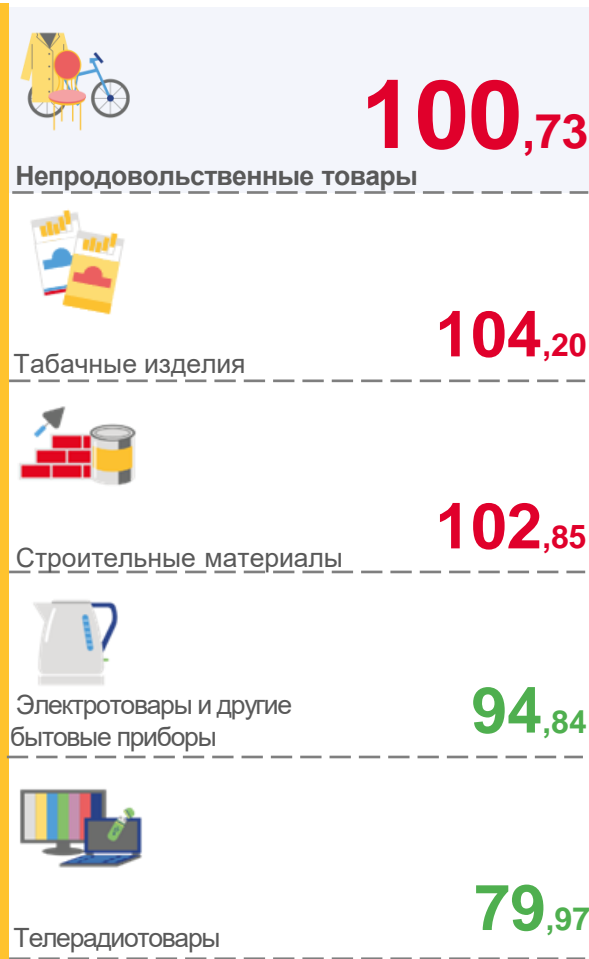 100,73
Непродовольственные товары
104,20
Табачные изделия
102,85
Строительные материалы
Электротовары и другие
94,84
бытовые приборы
79,97
Телерадиотовары